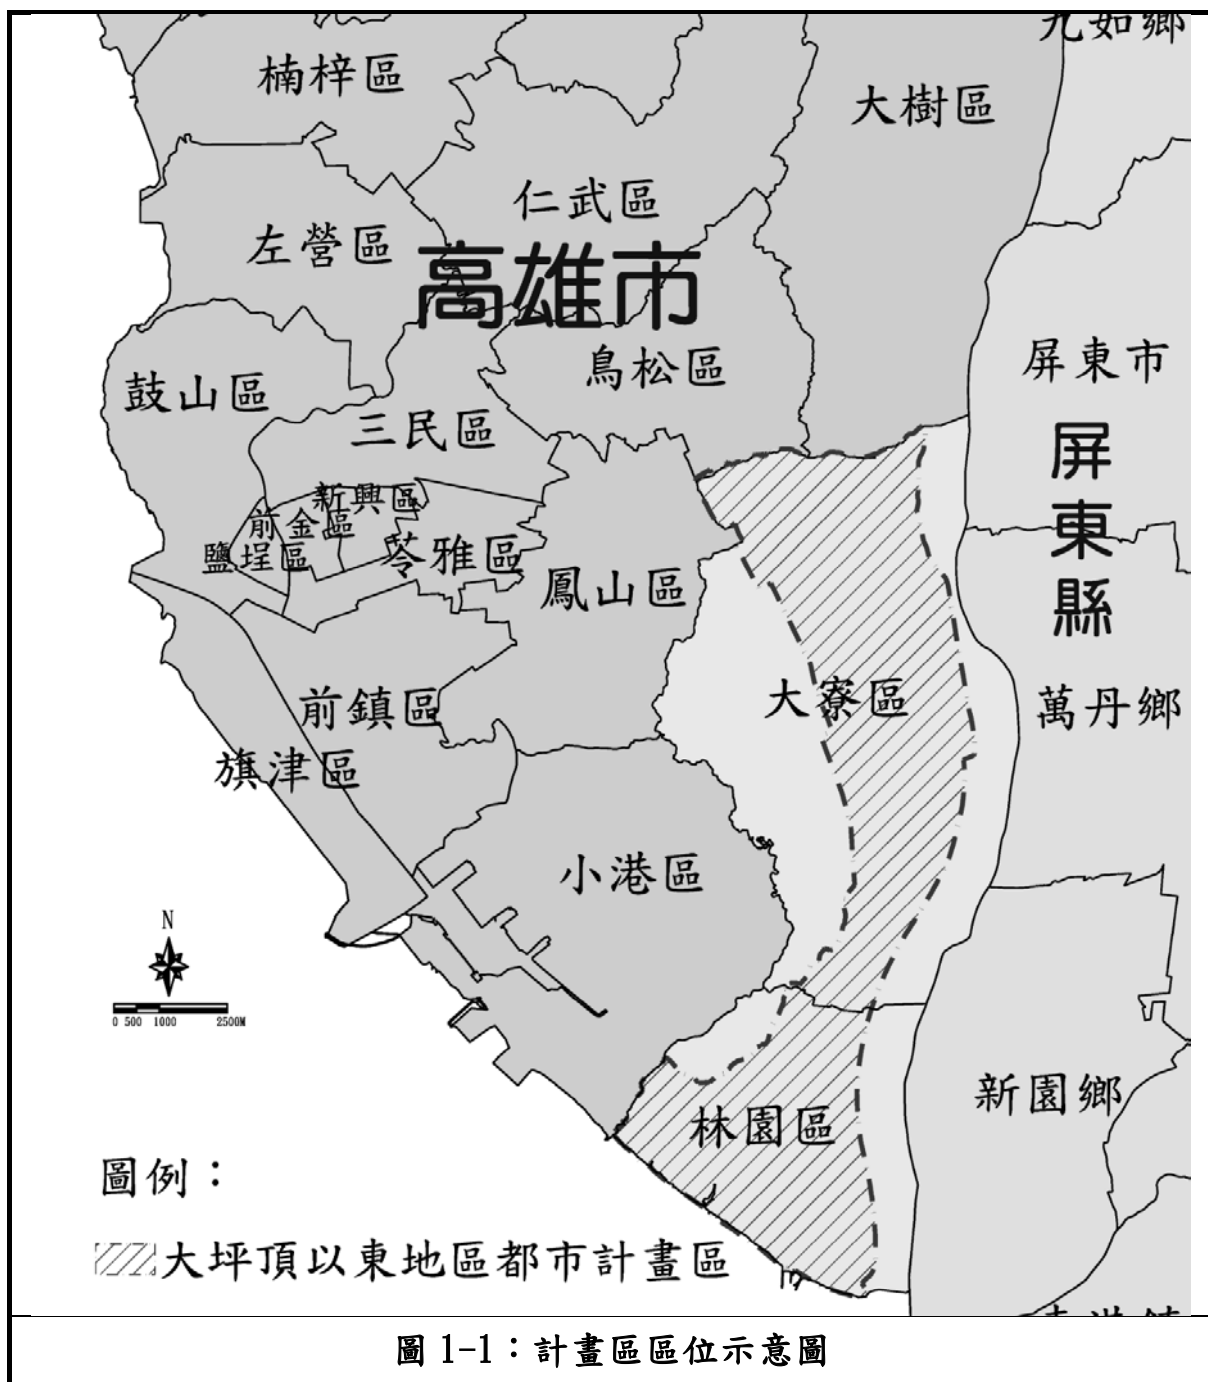 九如鄉
楠梓區
大樹區
仁武區
左營區
高雄市
屏東市
鳥松區
鼓山區
三民區
屏東縣
新興區
前金區
鹽埕區
苓雅區
鳳山區
大寮區
前鎮區
萬丹鄉
旗津區
小港區
N
0 500 1000 2500M
新園鄉
林園區
圖例：
大坪頂以東地區都市計畫區
圖 1-1：計畫區區位示意圖